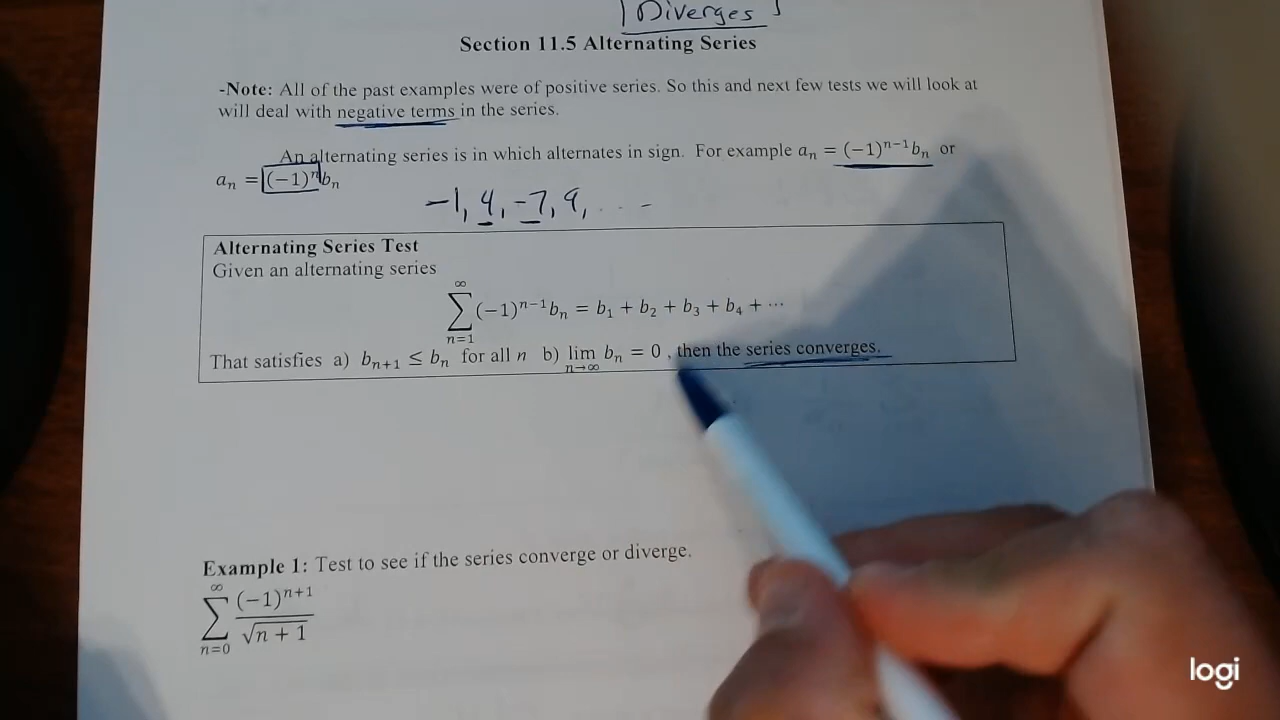 Diverges
Section 11.5 Alternating Series
-Note: All of the past examples were of positive series. So this and next few tests we will look at
will deal with negative terms in the series.
An alternating series is in which alternates in sign. For example aₙ = (−1)ⁿ⁻¹bₙ or
aₙ = (−1)ⁿbₙ
−1, 4, −7, 9, . . . -
Alternating Series Test
Given an alternating series
∞
∑ (−1)ⁿ⁻¹bₙ = b₁ + b₂ + b₃ + b₄ + ⋯
n=1
That satisfies a) bₙ₊₁ ≤ bₙ for all n b) lim bₙ = 0, then the series converges.
n→∞
Example 1: Test to see if the series converge or diverge.
∞
∑ (−1)ⁿ⁺¹
√n + 1
n=0
logi